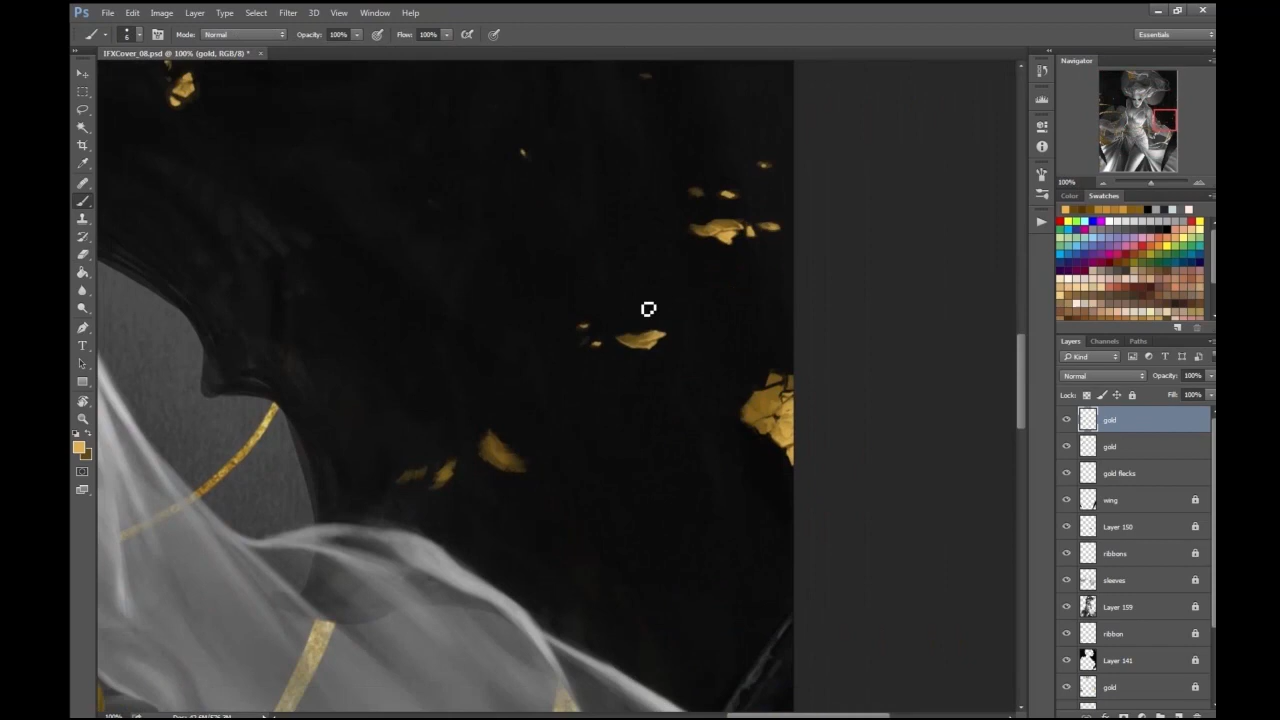 Ps File Edit Image Layer Type Select Filter 3D View Window Help
6 Mode: Normal Opacity: 100% Flow: 100% Essentials
IFXCover_08.psd @ 100% (gold, RGB/8) * ×
Navigator
100%
Color Swatches
Layers Channels Paths
Kind
Normal Opacity: 100%
Lock: Fill: 100%
gold
gold
gold flecks
wing
Layer 150
ribbons
sleeves
Layer 159
ribbon
Layer 141
gold
100%